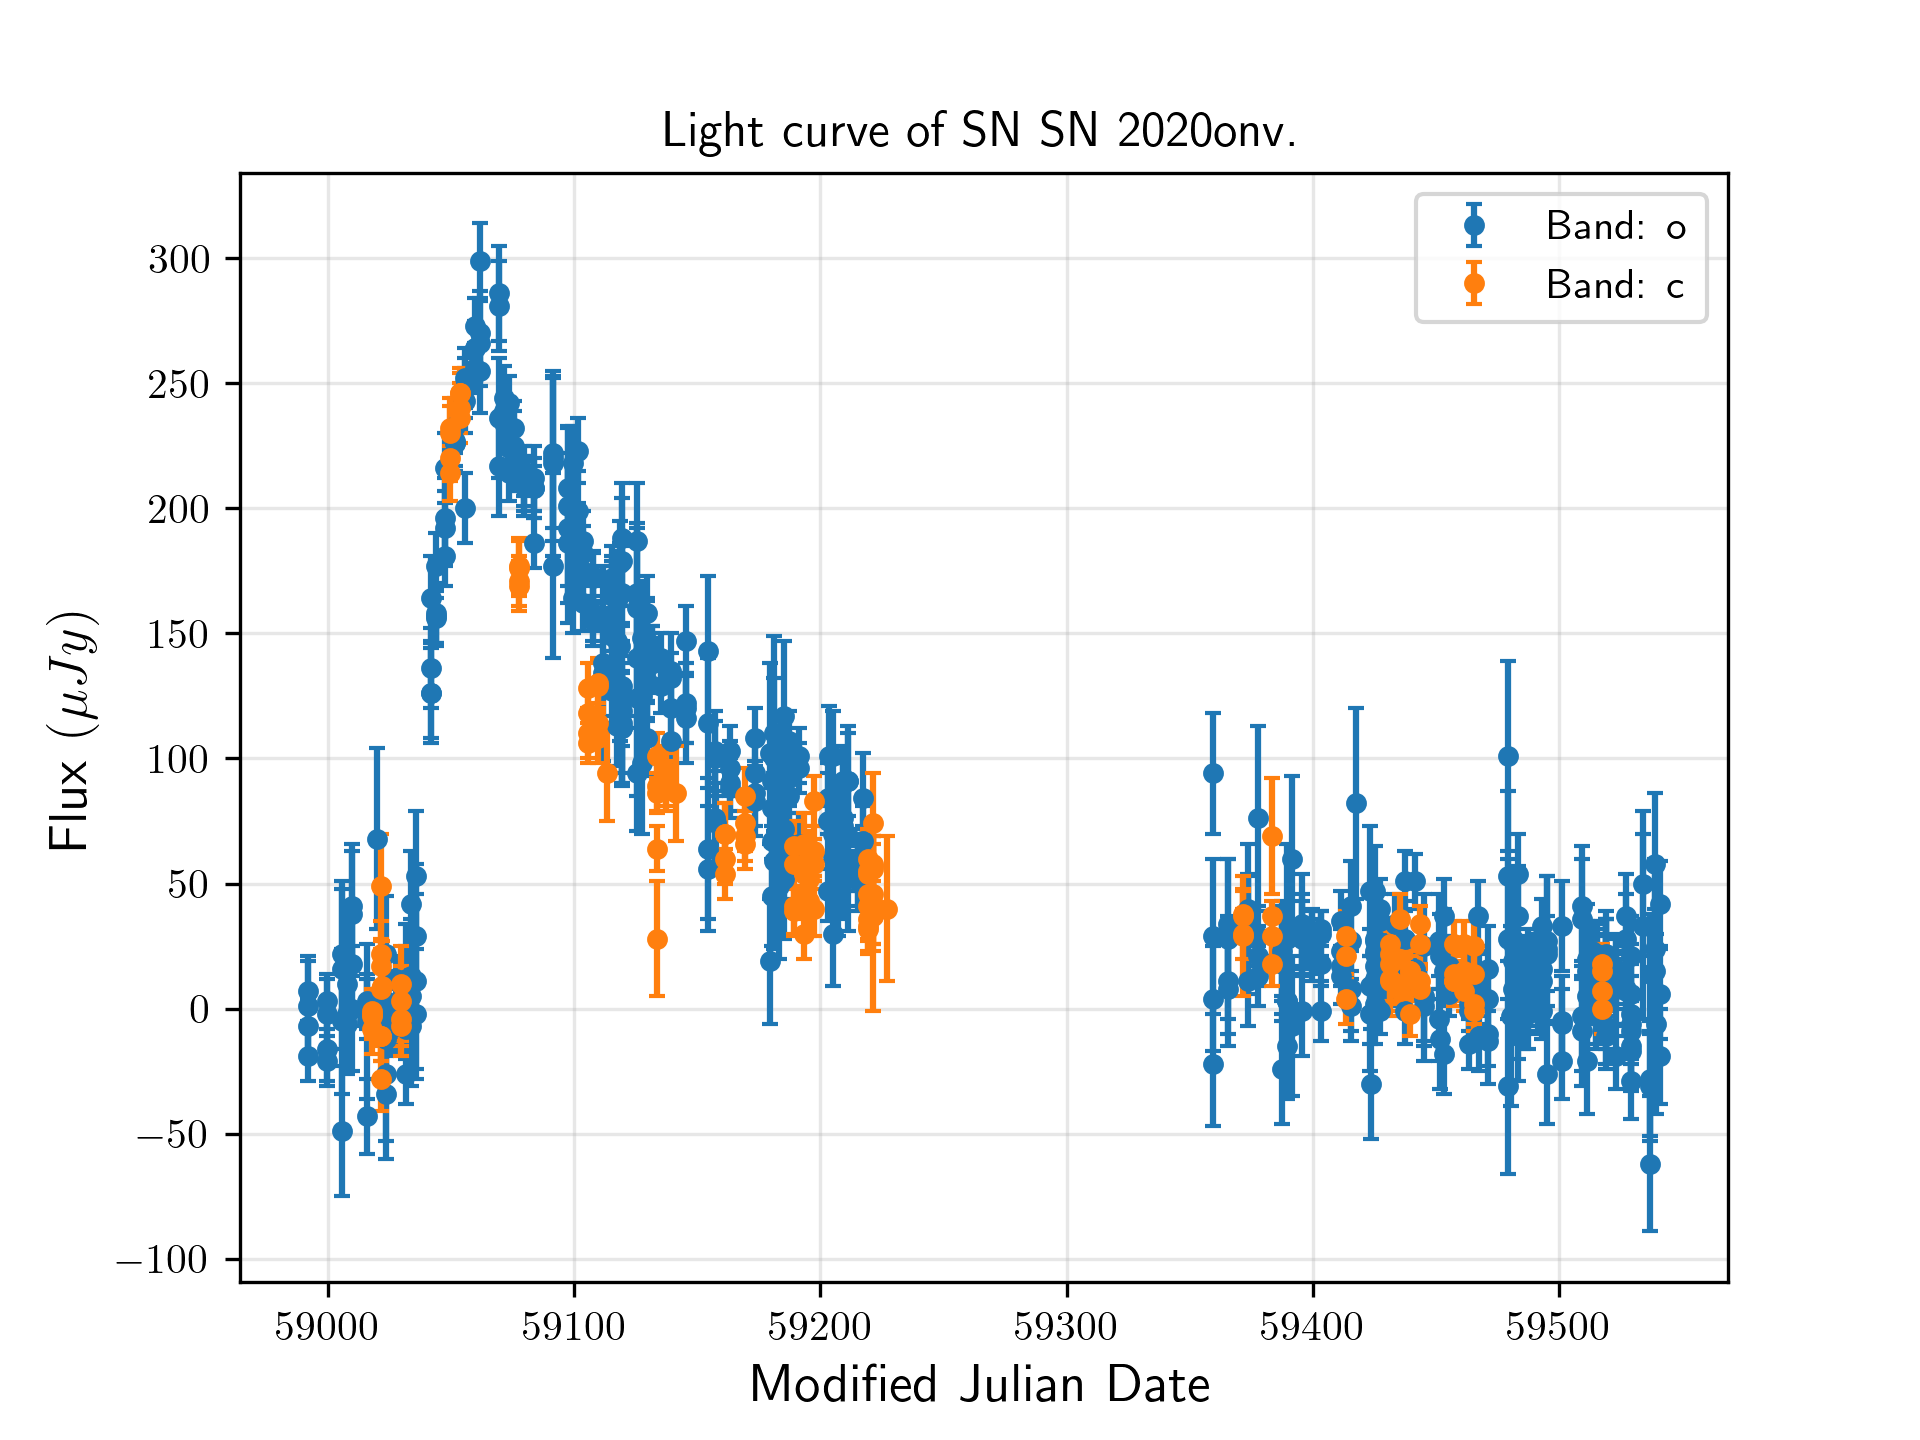 Light curve of SN SN 2020onv.
Band: o
Band: c
300
250
200
150
100
50
0
−50
−100
Flux (μJy)
59000 59100 59200 59300 59400 59500
Modified Julian Date